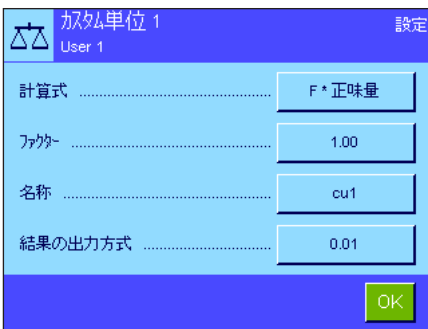 ｶｽﾀﾑ単位 1
設定
User 1
計算式 ........................................ F * 正味量
ﾌｧｸﾀｰ ........................................ 1.00
名称 ........................................ cu1
結果の出力方式 ........................... 0.01
OK